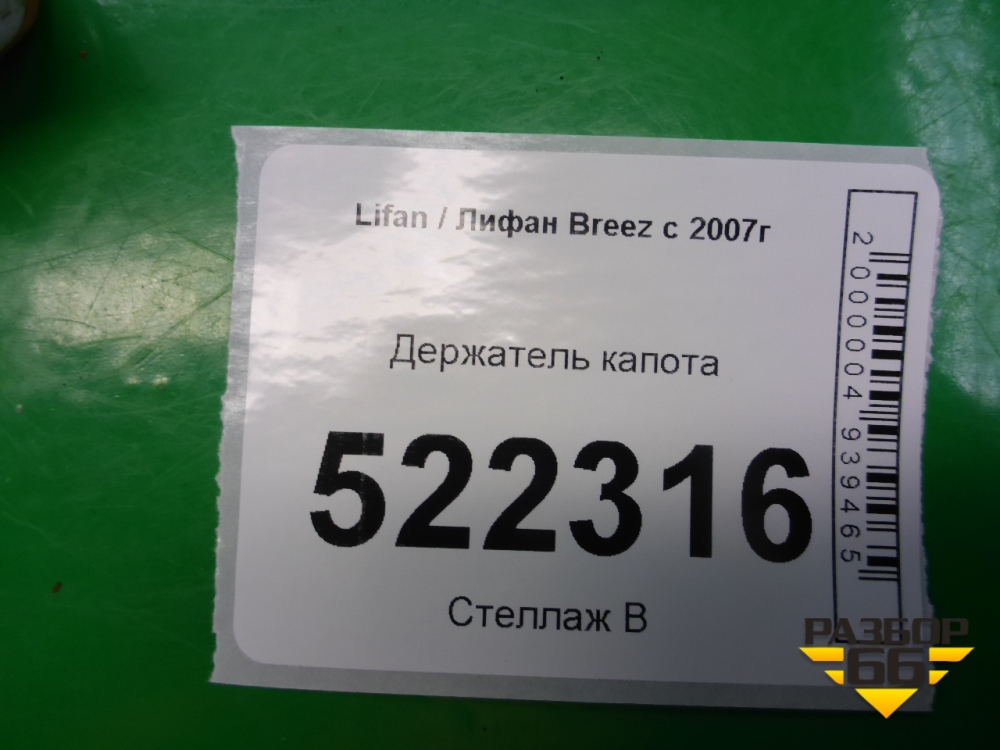 Lifan / Лифан Breez с 2007г
Держатель капота
522316
Стеллаж В
2000004939465
РАЗБОР
66